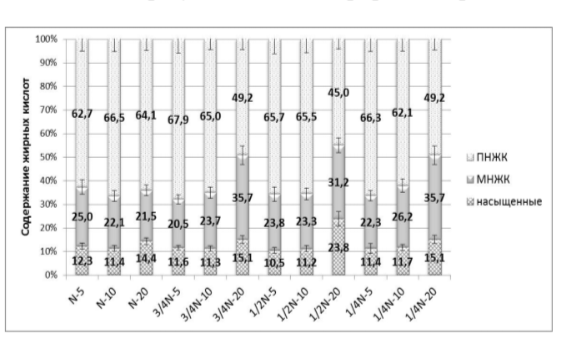 Содержание жирных кислот
100%
90%
80%
70%
60%
50%
40%
30%
20%
10%
0%
62,7 66,5 64,1 67,9 65,0 49,2 65,7 65,5 45,0 66,3 62,1 49,2
25,0 22,1 21,5 20,5 23,7 35,7 23,8 23,3 31,2 22,3 26,2 35,7
12,3 11,4 14,4 11,6 11,3 15,1 10,5 11,2 23,8 11,4 11,7 15,1
N-5 N-10 N-20 3/4N-5 3/4N-10 3/4N-20 1/2N-5 1/2N-10 1/2N-20 1/4N-5 1/4N-10 1/4N-20
ПНЖК
МНЖК
насыщенные